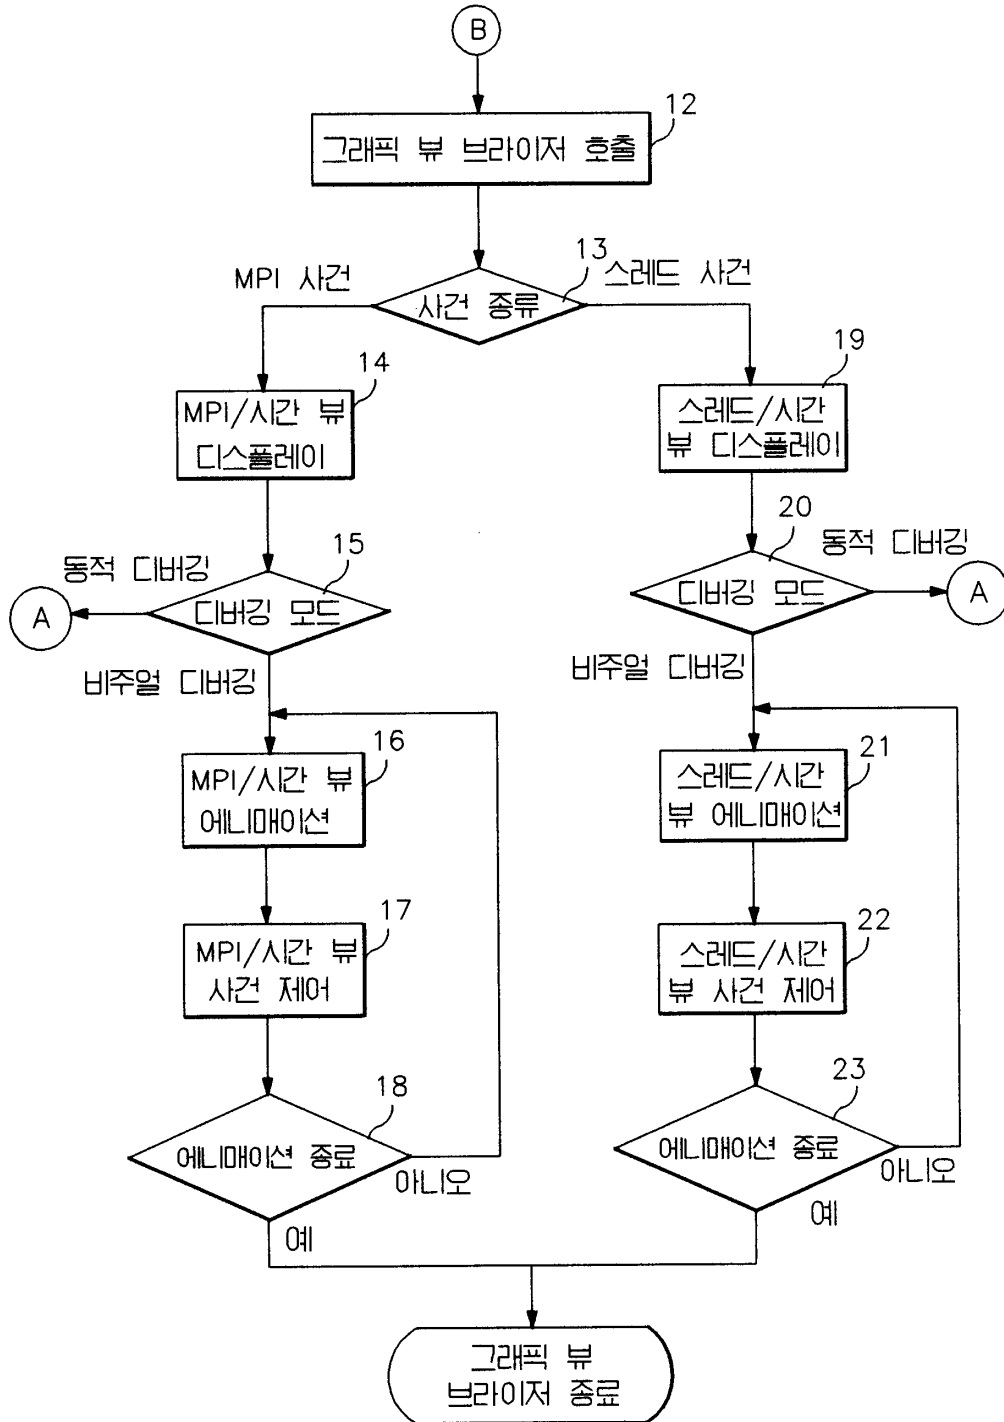 B
12
그래픽 뷰 브라이저 호출
13
MPI 사건
스레드 사건
사건 종류
14
19
MPI/시간 뷰
디스플레이
스레드/시간
뷰 디스플레이
15
20
동적 디버깅
동적 디버깅
A
디버깅 모드
디버깅 모드
A
비주얼 디버깅
비주얼 디버깅
16
21
MPI/시간 뷰
에니매이션
스레드/시간
뷰 에니매이션
17
22
MPI/시간 뷰
사건 제어
스레드/시간
뷰 사건 제어
18
23
에니매이션 종료
에니매이션 종료
아니오
아니오
예
예
그래픽 뷰
브라이저 종료